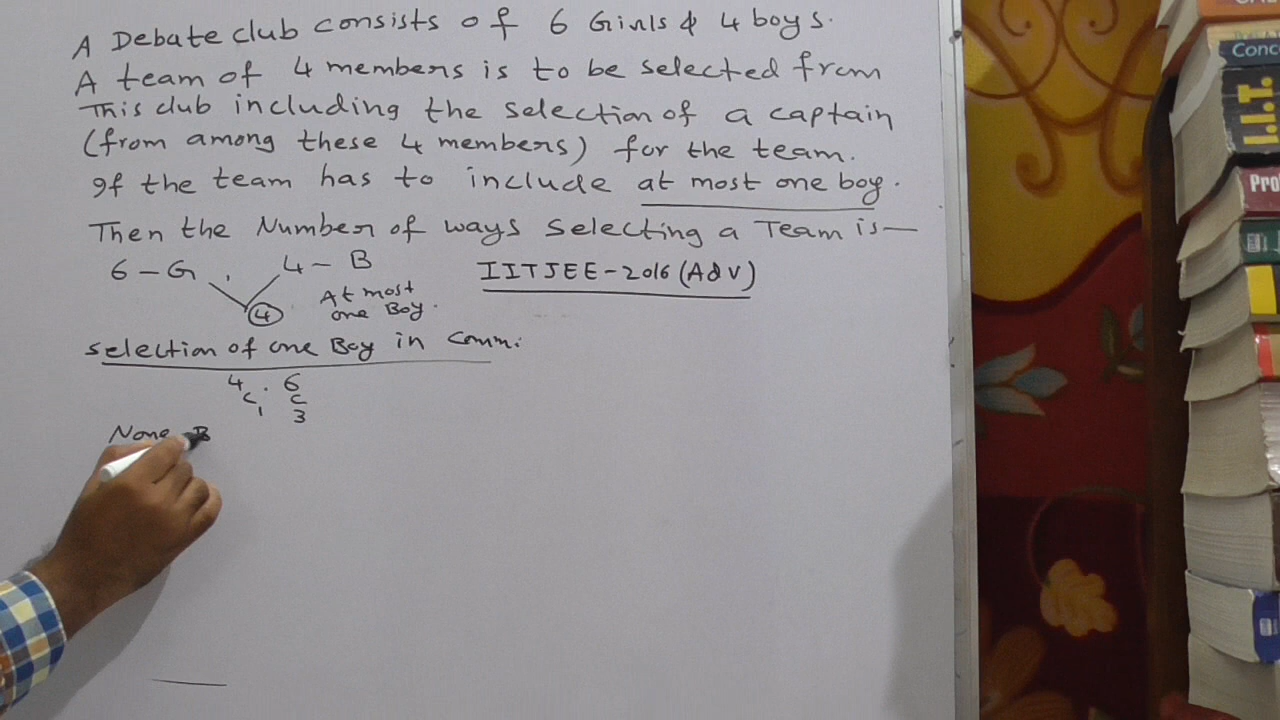 A Debate club consists of 6 Girls & 4 boys.
A team of 4 members is to be selected from
This club including the selection of a captain
(from among these 4 members) for the team.
If the team has to include at most one boy.
Then the Number of ways selecting a Team is—
6 - G , 4 - B
IITJEE-2016 (Adv)
4
At most
one Boy.
selection of one Boy in comm:
4C1 . 6C3
None B
Conc
I.I.T.
Pro